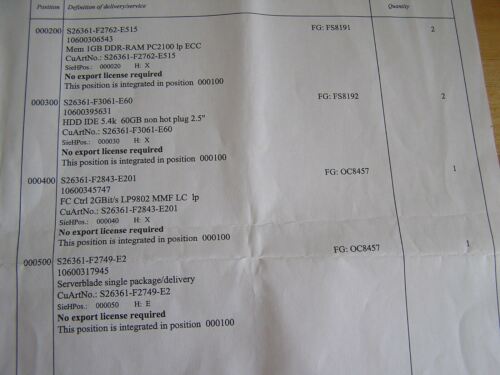 Position Definition of delivery/service Quantity
000200 S26361-F2762-E515 FG: FS8191 2
10600306543
Mem 1GB DDR-RAM PC2100 lp ECC
CuArtNo.: S26361-F2762-E515
SieHPos.: 000020 H: X
No export license required
This position is integrated in position 000100
000300 S26361-F3061-E60 FG: FS8192 2
10600395631
HDD IDE 5.4k 60GB non hot plug 2.5"
CuArtNo.: S26361-F3061-E60
SieHPos.: 000030 H: X
No export license required
This position is integrated in position 000100
000400 S26361-F2843-E201 FG: OC8457 1
10600345747
FC Ctrl 2GBit/s LP9802 MMF LC lp
CuArtNo.: S26361-F2843-E201
SieHPos.: 000040 H: X
No export license required
This position is integrated in position 000100
000500 S26361-F2749-E2 FG: OC8457 1
10600317945
Serverblade single package/delivery
CuArtNo.: S26361-F2749-E2
SieHPos.: 000050 H: E
No export license required
This position is integrated in position 000100